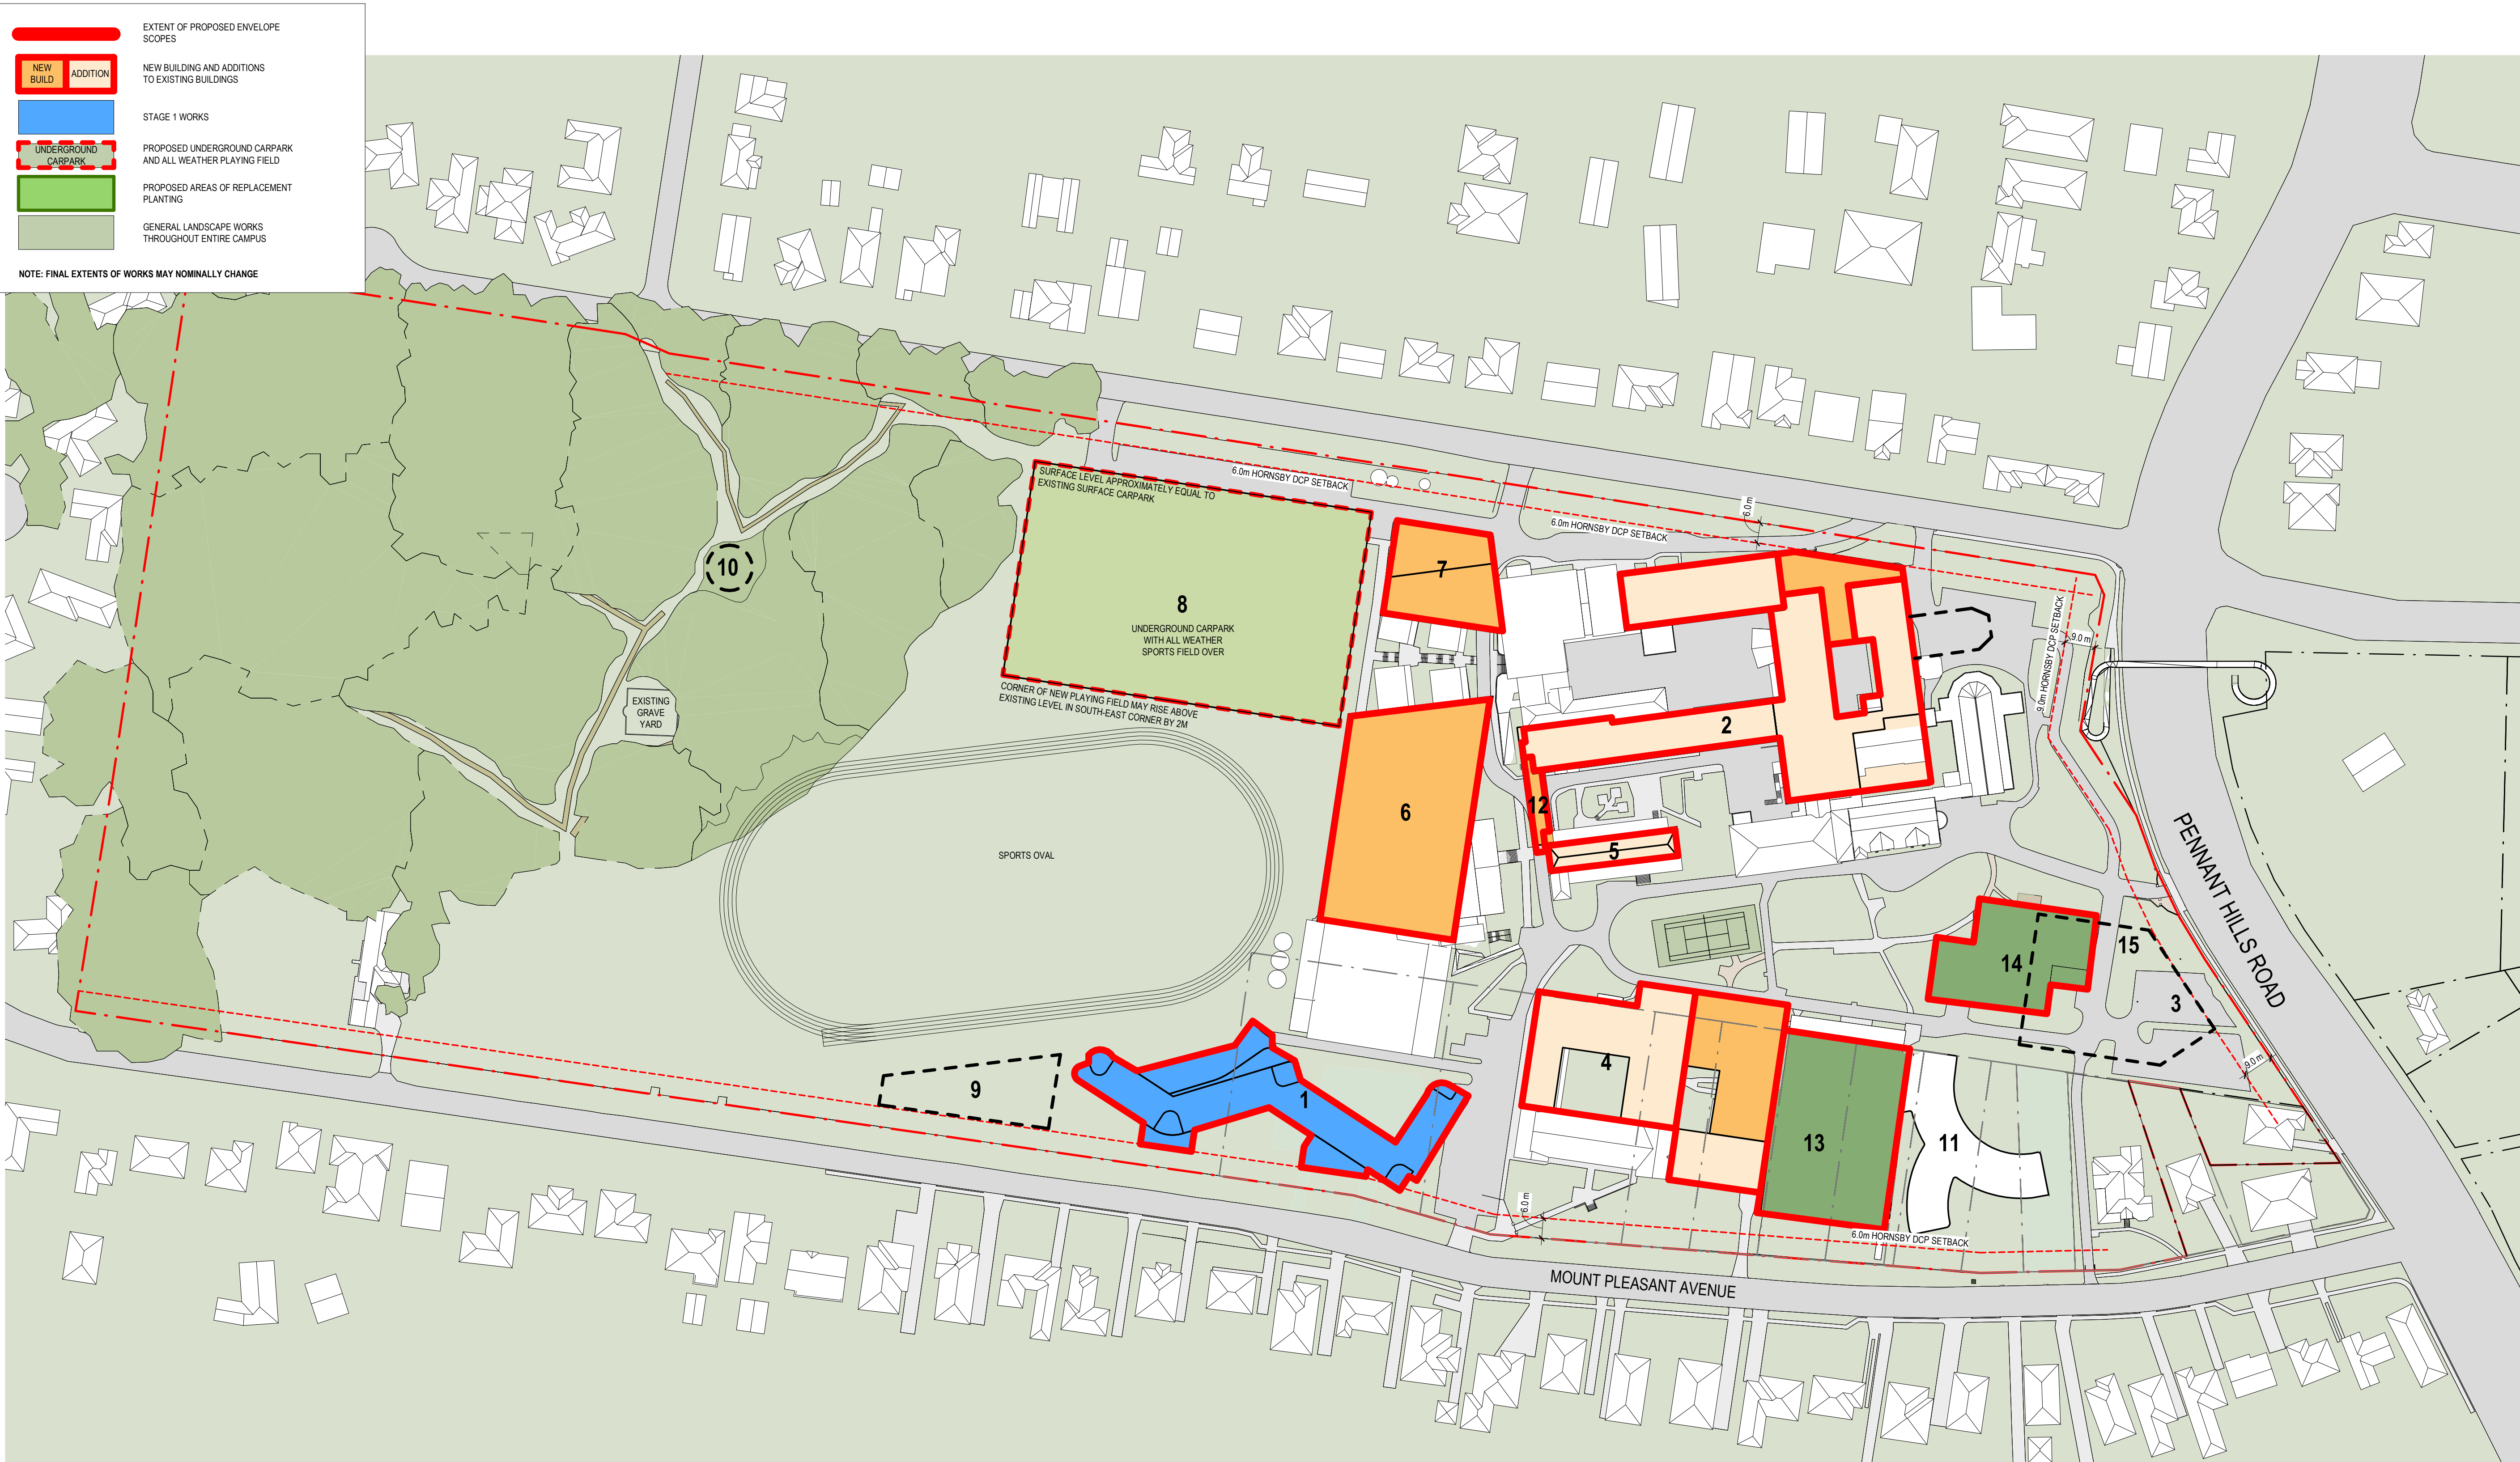 EXTENT OF PROPOSED ENVELOPE
SCOPES
NEW
BUILD
ADDITION
NEW BUILDING AND ADDITIONS
TO EXISTING BUILDINGS
STAGE 1 WORKS
UNDERGROUND
CARPARK
PROPOSED UNDERGROUND CARPARK
AND ALL WEATHER PLAYING FIELD
PROPOSED AREAS OF REPLACEMENT
PLANTING
GENERAL LANDSCAPE WORKS
THROUGHOUT ENTIRE CAMPUS
NOTE: FINAL EXTENTS OF WORKS MAY NOMINALLY CHANGE
SURFACE LEVEL APPROXIMATELY EQUAL TO
EXISTING SURFACE CARPARK
6.0m HORNSBY DCP SETBACK
6.0m HORNSBY DCP SETBACK
6.0 m
7
10
8
UNDERGROUND CARPARK
WITH ALL WEATHER
SPORTS FIELD OVER
9.0m HORNSBY DCP SETBACK
9.0 m
CORNER OF NEW PLAYING FIELD MAY RISE ABOVE
EXISTING LEVEL IN SOUTH-EAST CORNER BY 2M
EXISTING
GRAVE
YARD
2
12
6
5
SPORTS OVAL
PENNANT HILLS ROAD
15
14
3
9.0 m
4
9
1
13
11
6.0 m
6.0m HORNSBY DCP SETBACK
MOUNT PLEASANT AVENUE